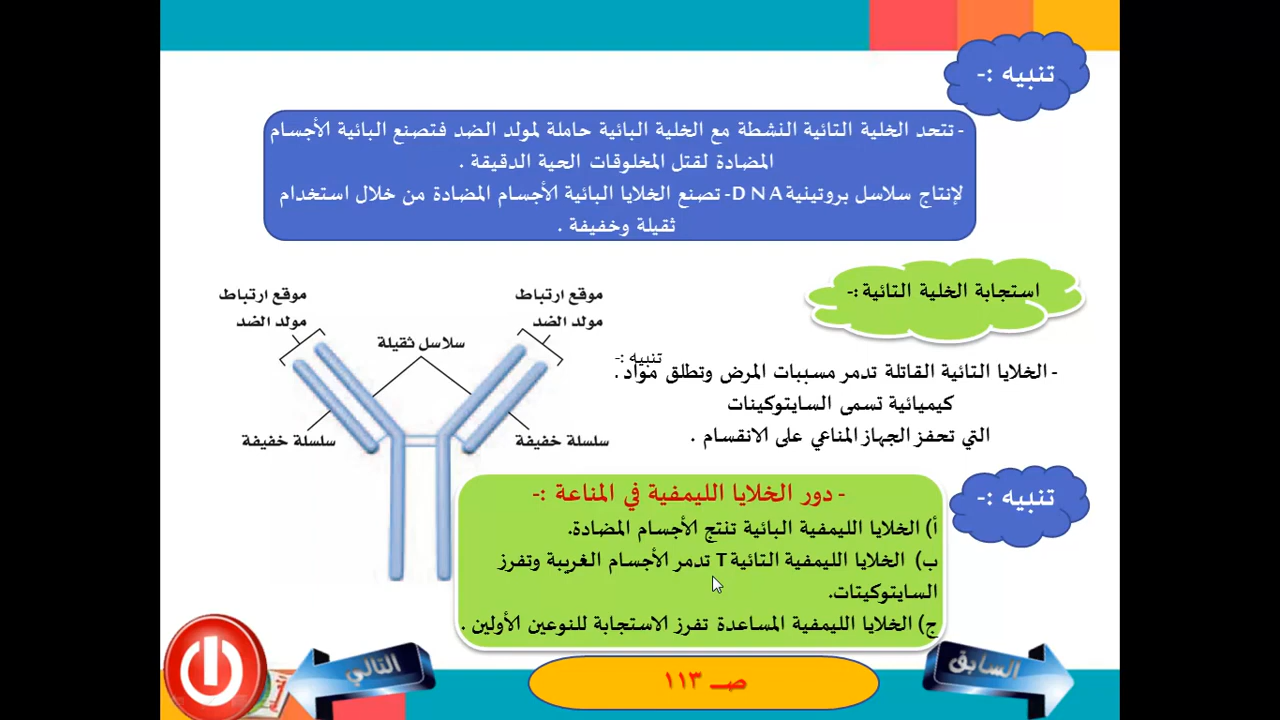 تنبيه :-
- تتحد الخلية التائية النشطة مع الخلية البائية حاملة لمولد الضد فتصنع البائية الأجسام
المضادة لقتل المخلوقات الحية الدقيقة .
لإنتاج سلاسل بروتينية DNA- تصنع الخلايا البائية الأجسام المضادة من خلال استخدام
ثقيلة وخفيفة .
استجابة الخلية التائية:-
تنبيه :-
- الخلايا التائية القاتلة تدمر مسببات المرض وتطلق مواد .
كيميائية تسمى السايتوكينات
التي تحفز الجهاز المناعي على الانقسام .
موقع ارتباط
مولد الضد
موقع ارتباط
مولد الضد
سلاسل ثقيلة
سلسلة خفيفة
سلسلة خفيفة
تنبيه :-
- دور الخلايا الليمفية في المناعة :-
أ) الخلايا الليمفية البائية تنتج الأجسام المضادة.
ب) الخلايا الليمفية التائية T تدمر الأجسام الغريبة وتفرز
السايتوكيتات.
ج) الخلايا الليمفية المساعدة تفرز الاستجابة للنوعين الأولين .
السابق
صـ ١١٣
التالي